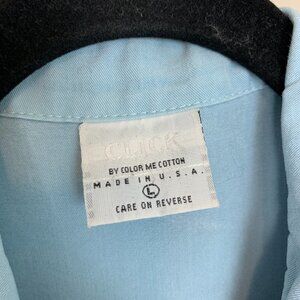 CLICK
BY COLOR ME COTTON
MADE IN U.S.A.
L
CARE ON REVERSE